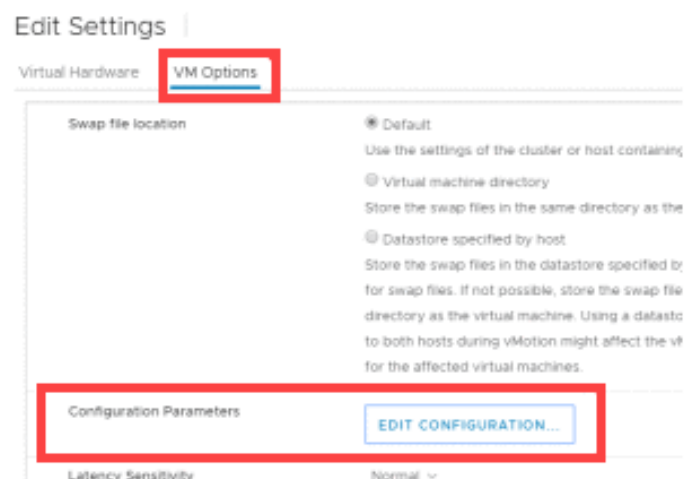 Edit Settings
Virtual Hardware VM Options
Swap file location Default
Use the settings of the cluster or host containing
Virtual machine directory
Store the swap files in the same directory as the
Datastore specified by host
Store the swap files in the datastore specified by
for swap files. If not possible, store the swap file
directory as the virtual machine. Using a datasto
to both hosts during vMotion might affect the vM
for the affected virtual machines.
Configuration Parameters EDIT CONFIGURATION...
Latency Sensitivity Normal